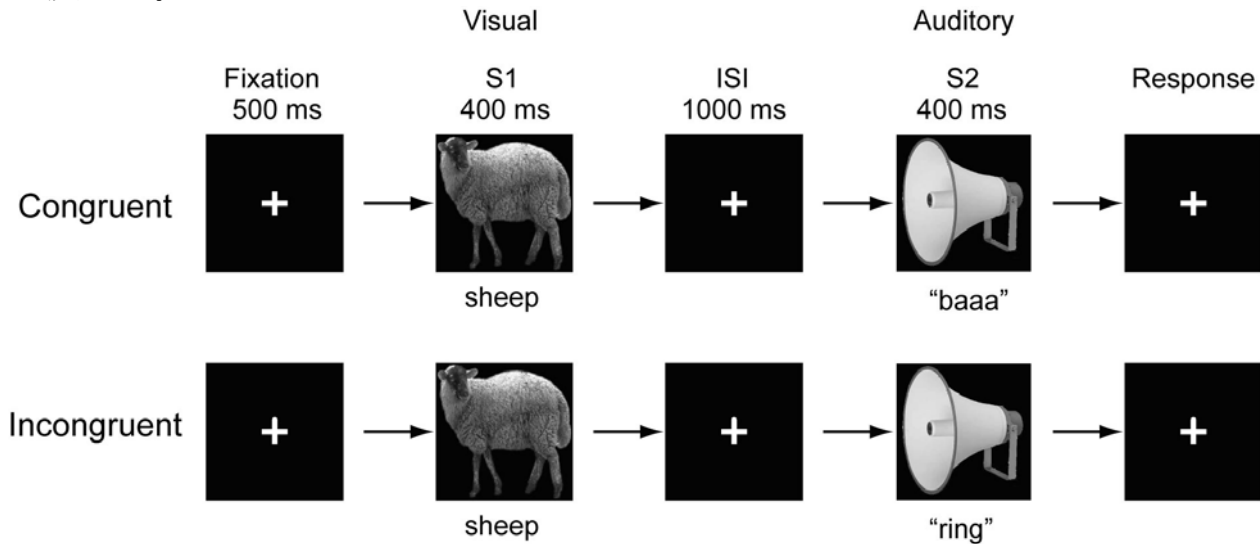 Visual Auditory
Fixation S1 ISI S2 Response
500 ms 400 ms 1000 ms 400 ms
Congruent
sheep “baaa”
Incongruent
sheep “ring”